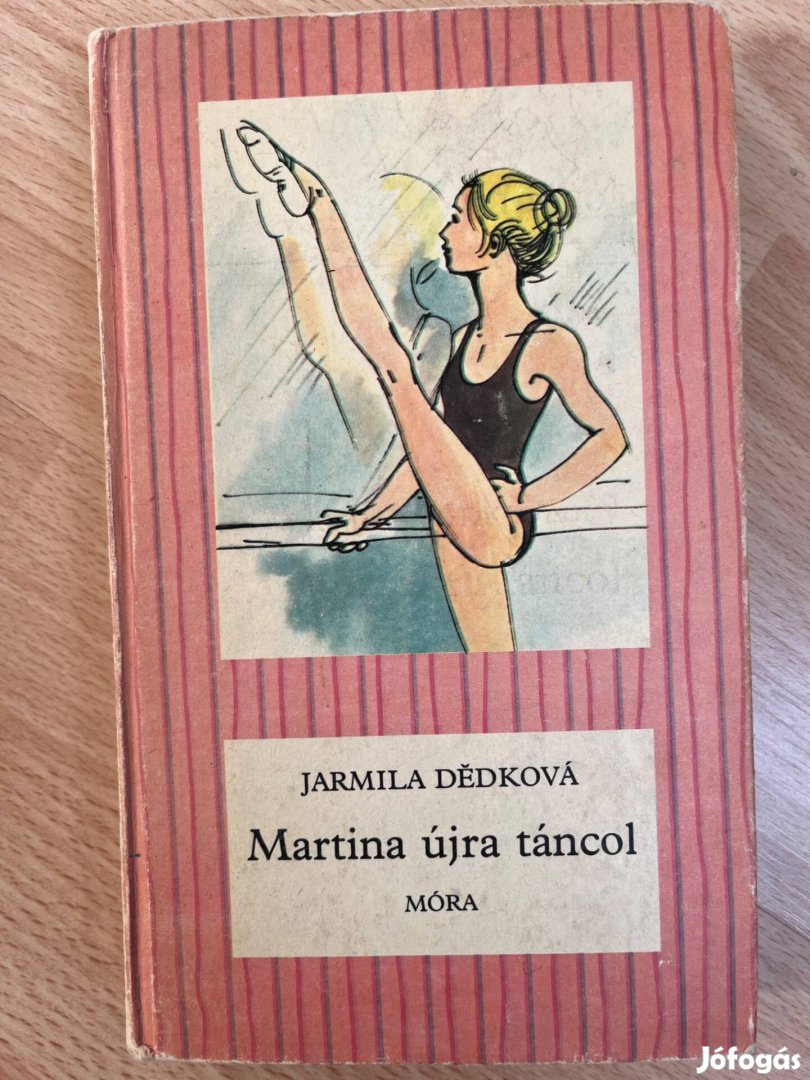 JARMILA DĚDKOVÁ
Martina újra táncol
MÓRA
Jófogás